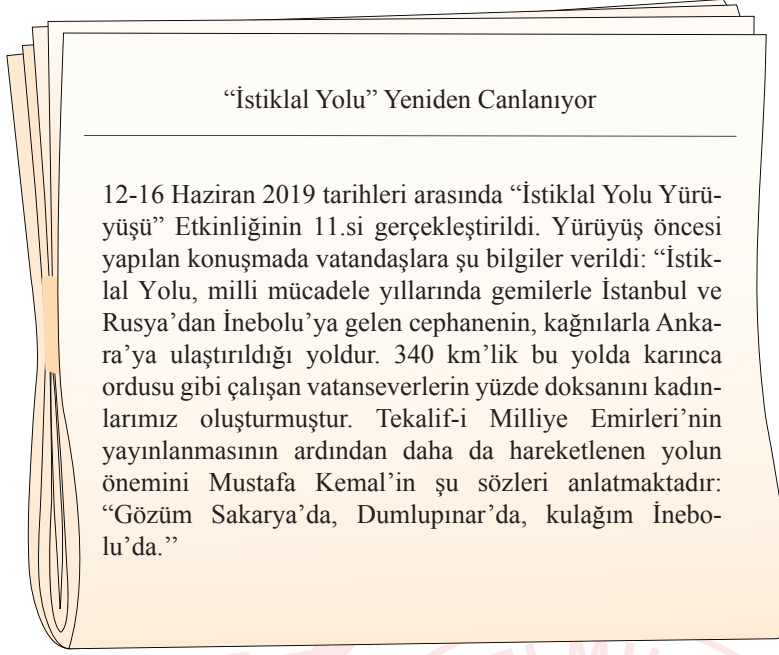 “İstiklal Yolu” Yeniden Canlanıyor
12-16 Haziran 2019 tarihleri arasında “İstiklal Yolu Yürü-
yüşü” Etkinliğinin 11.si gerçekleştirildi. Yürüyüş öncesi
yapılan konuşmada vatandaşlara şu bilgiler verildi: “İstik-
lal Yolu, milli mücadele yıllarında gemilerle İstanbul ve
Rusya’dan İnebolu’ya gelen cephanenin, kağnılarla Anka-
ra’ya ulaştırıldığı yoldur. 340 km’lik bu yolda karınca
ordusu gibi çalışan vatanseverlerin yüzde doksanını kadın-
larımız oluşturmuştur. Tekalif-i Milliye Emirleri’nin
yayınlanmasının ardından daha da hareketlenen yolun
önemini Mustafa Kemal’in şu sözleri anlatmaktadır:
“Gözüm Sakarya’da, Dumlupınar’da, kulağım İnebo-
lu’da.’’